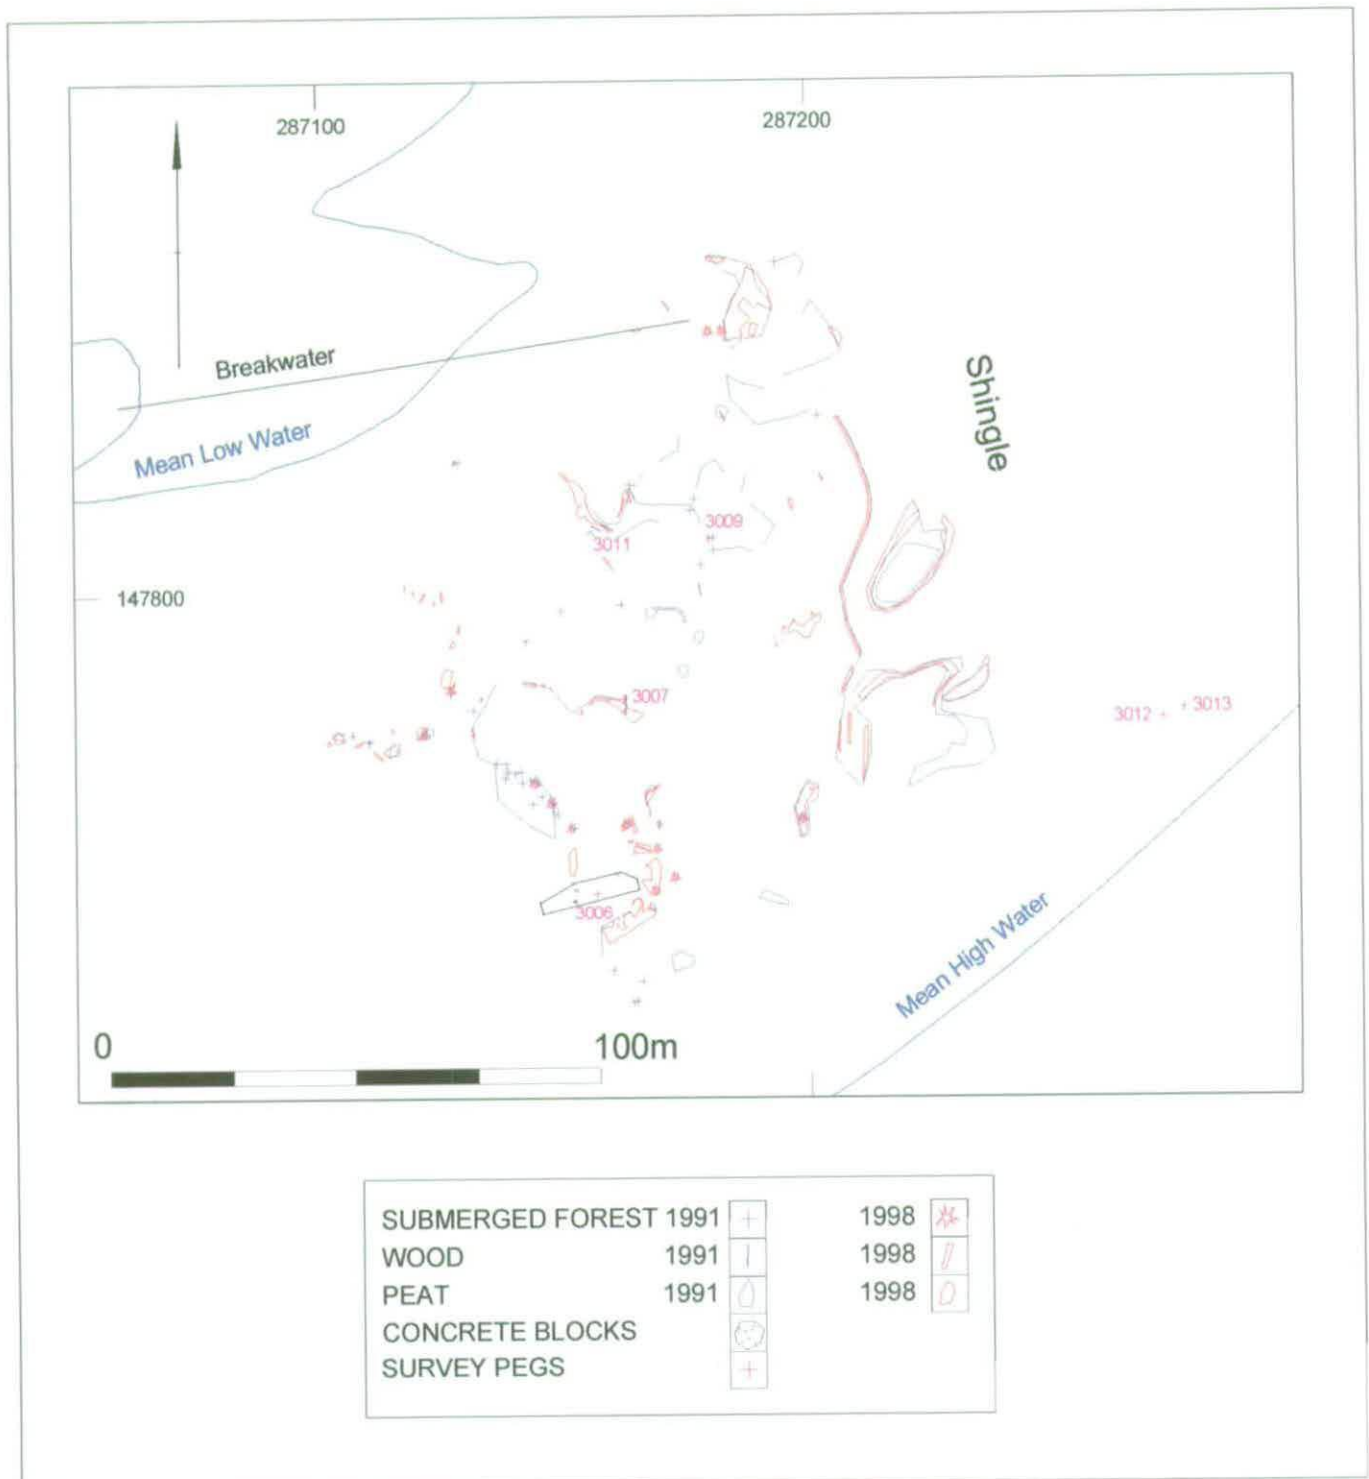 287100
287200
Breakwater
Mean Low Water
Shingle
3009
3011
147800
3007
3012
3013
3006
Mean High Water
0 100m
SUBMERGED FOREST 1991 1998
WOOD 1991 1998
PEAT 1991 1998
CONCRETE BLOCKS
SURVEY PEGS